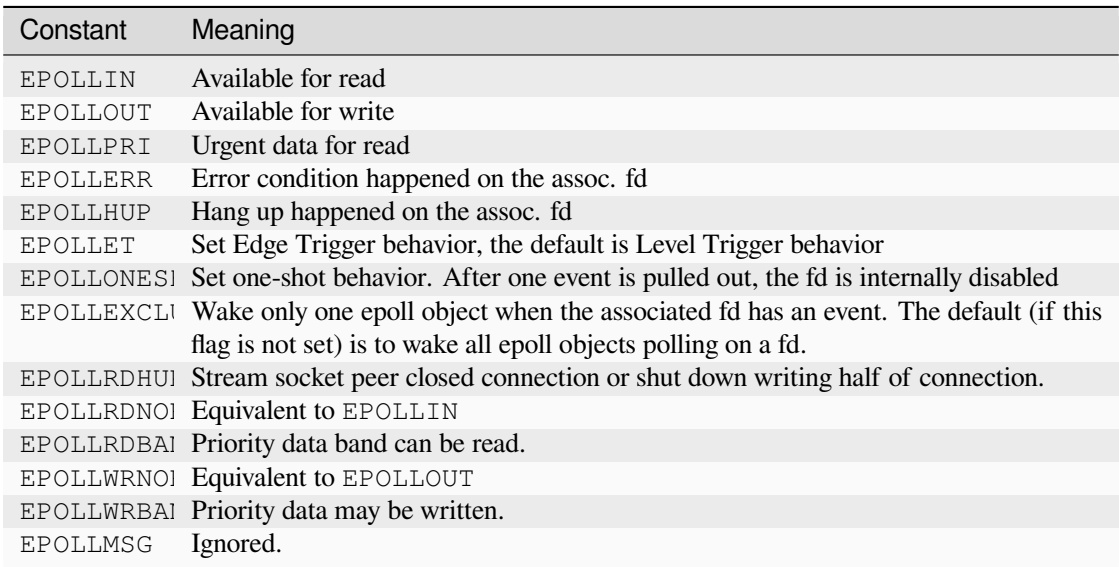 Constant Meaning
EPOLLIN Available for read
EPOLLOUT Available for write
EPOLLPRI Urgent data for read
EPOLLERR Error condition happened on the assoc. fd
EPOLLHUP Hang up happened on the assoc. fd
EPOLLET Set Edge Trigger behavior, the default is Level Trigger behavior
EPOLLONES Set one-shot behavior. After one event is pulled out, the fd is internally disabled
EPOLLEXCL Wake only one epoll object when the associated fd has an event. The default (if this
flag is not set) is to wake all epoll objects polling on a fd.
EPOLLRDHU Stream socket peer closed connection or shut down writing half of connection.
EPOLLRDNO Equivalent to EPOLLIN
EPOLLRDBA Priority data band can be read.
EPOLLWRNO Equivalent to EPOLLOUT
EPOLLWRBA Priority data may be written.
EPOLLMSG Ignored.